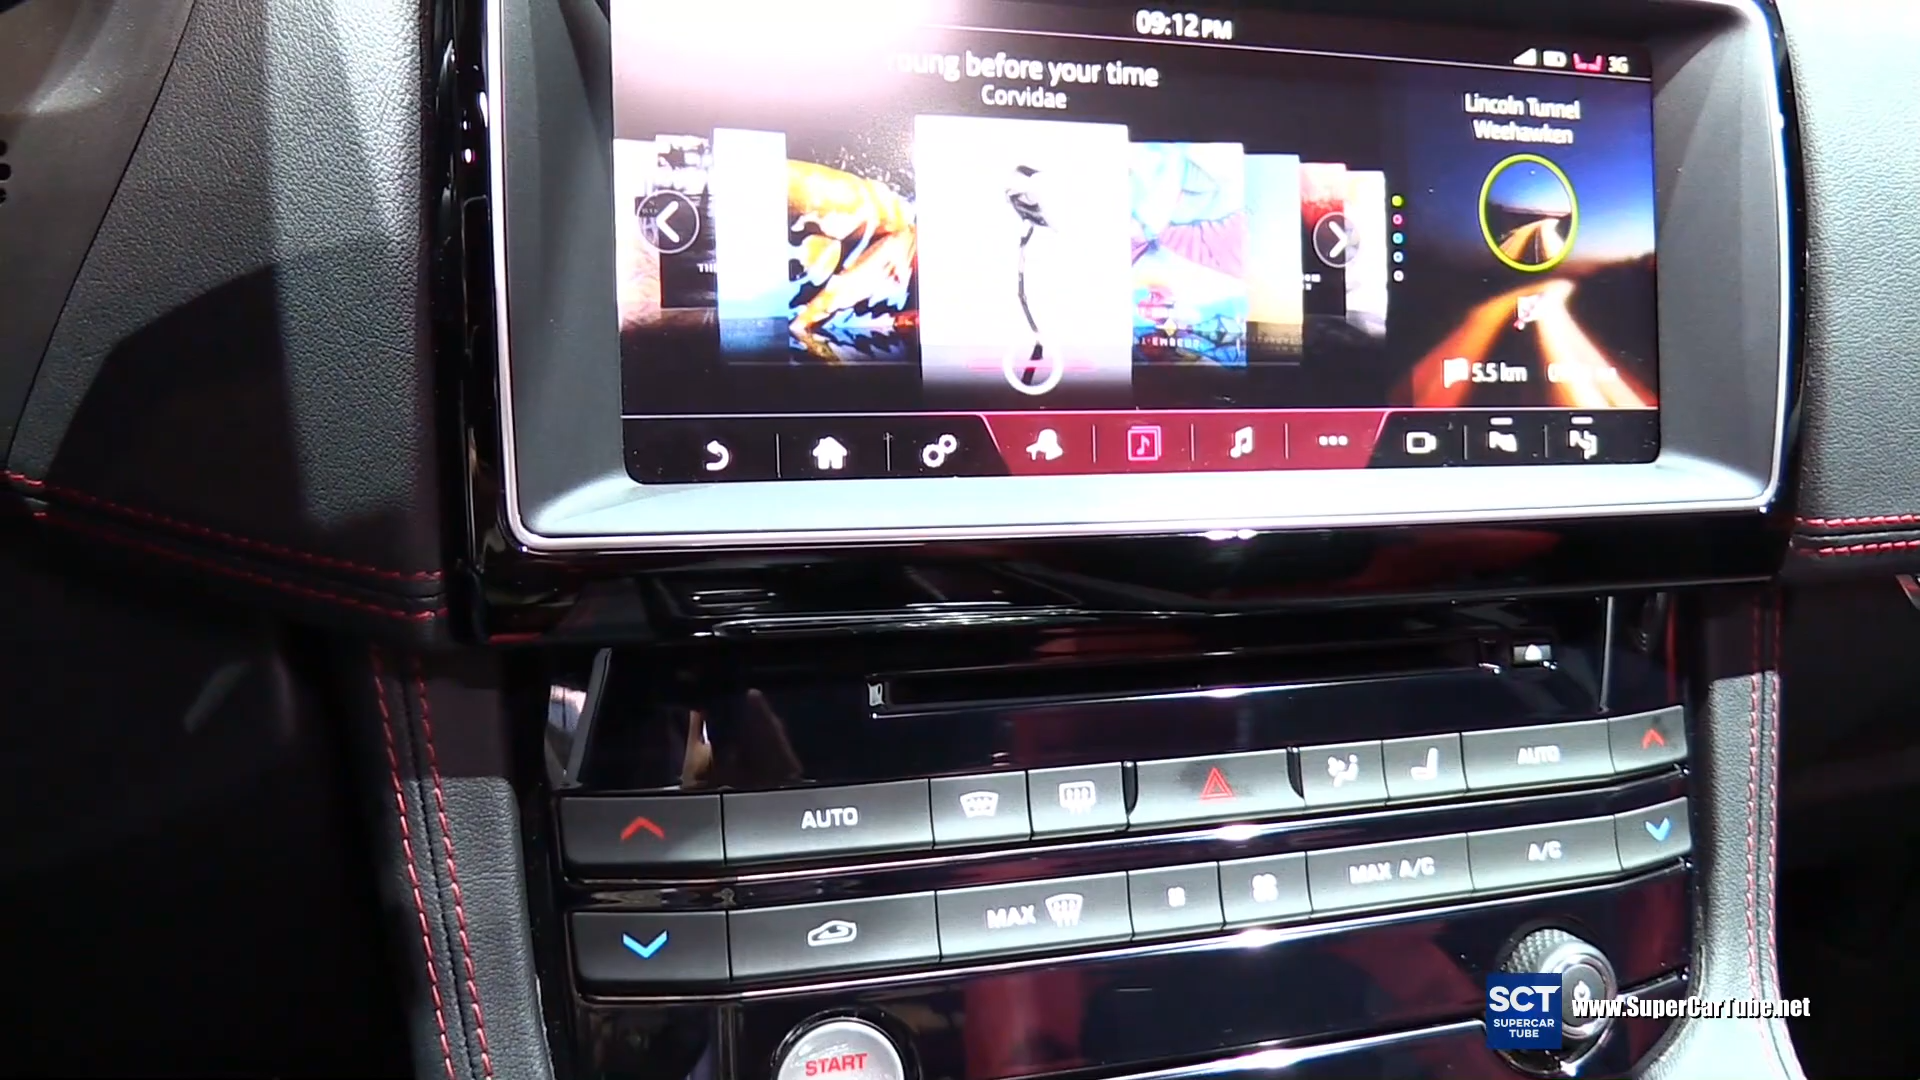 09:12 PM
3G
before your time
Corvidae
Lincoln Tunnel
Weehawken
5.5 km
AUTO
AUTO
MAX
MAX A/C
A/C
START
SCT
SUPERCAR
TUBE
www.SuperCarTube.net